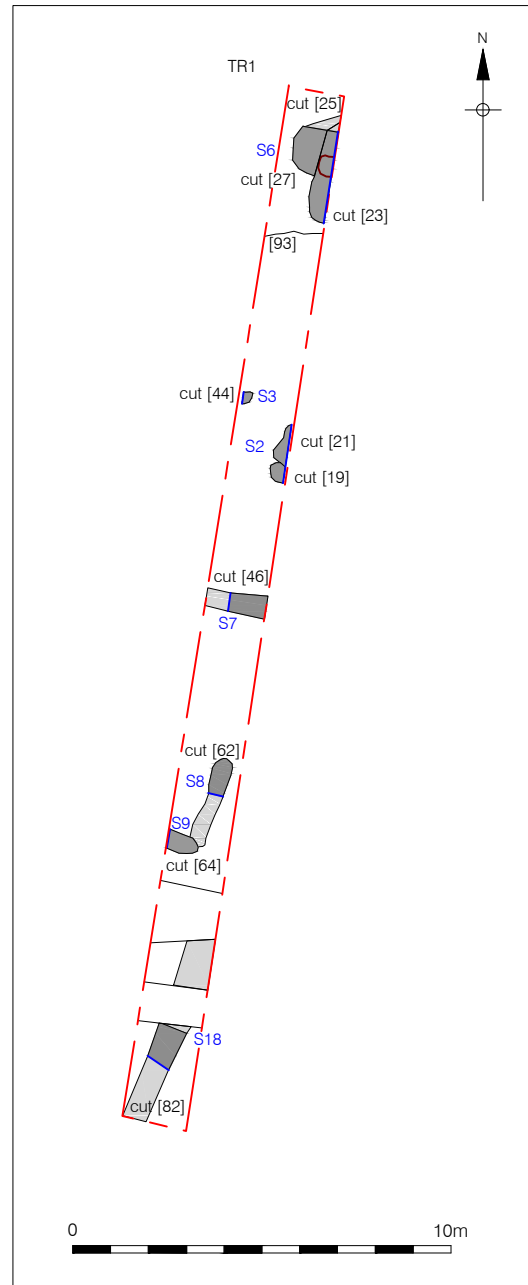 N
TR1
cut [25]
S6
cut [27]
cut [23]
[93]
cut [44]
S3
cut [21]
S2
cut [19]
cut [46]
S7
cut [62]
S8
S9
cut [64]
S18
cut [82]
0
10m